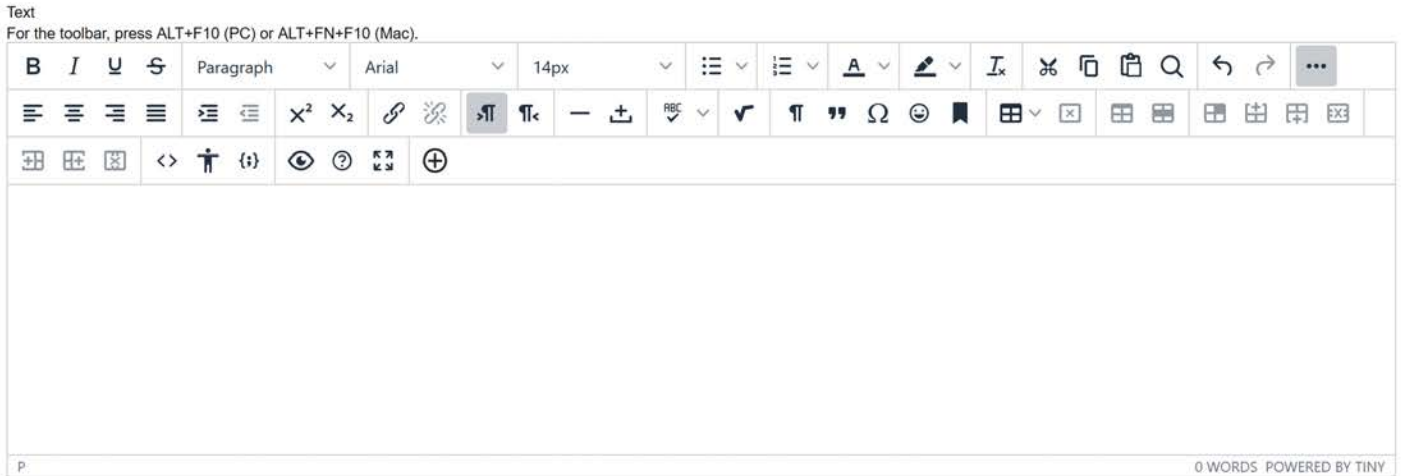 Text
For the toolbar, press ALT+F10 (PC) or ALT+FN+F10 (Mac).
B I U S Paragraph Arial 14px A
X² X₂ ABC ¶ Ω
P 0 WORDS POWERED BY TINY